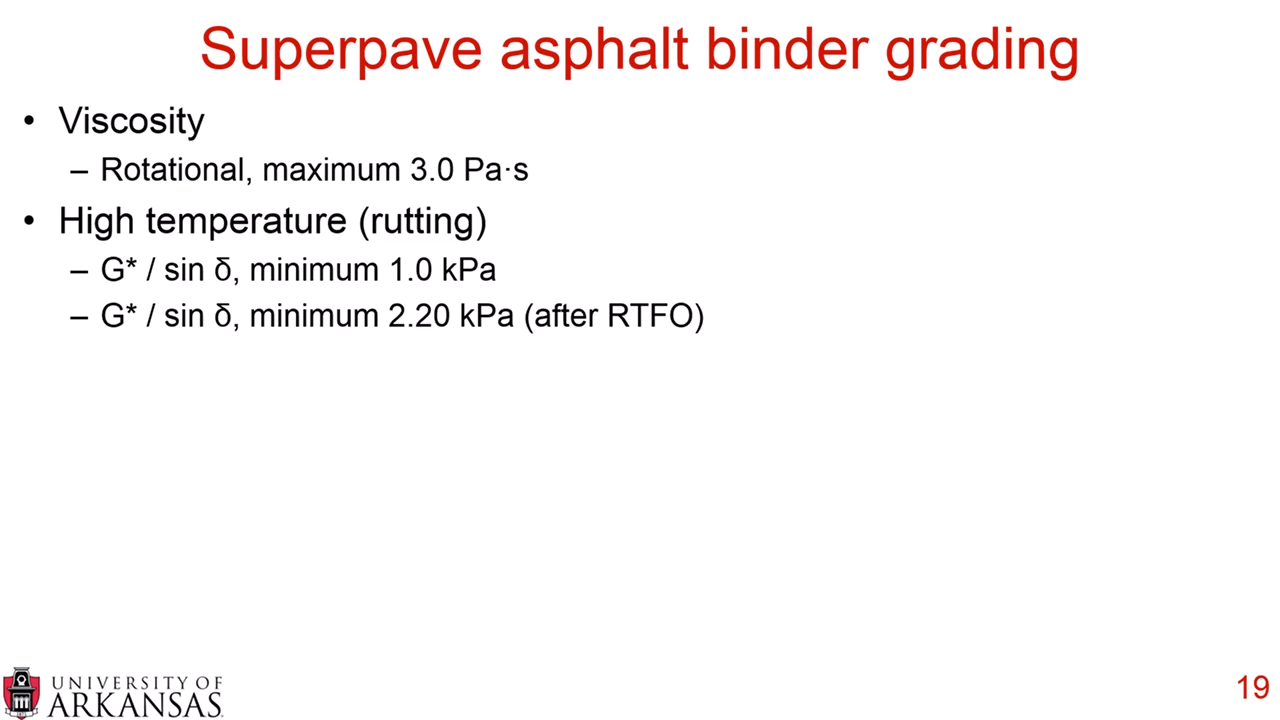 Superpave asphalt binder grading
• Viscosity
– Rotational, maximum 3.0 Pa·s
• High temperature (rutting)
– G* / sin δ, minimum 1.0 kPa
– G* / sin δ, minimum 2.20 kPa (after RTFO)
UNIVERSITY OF
ARKANSAS
19